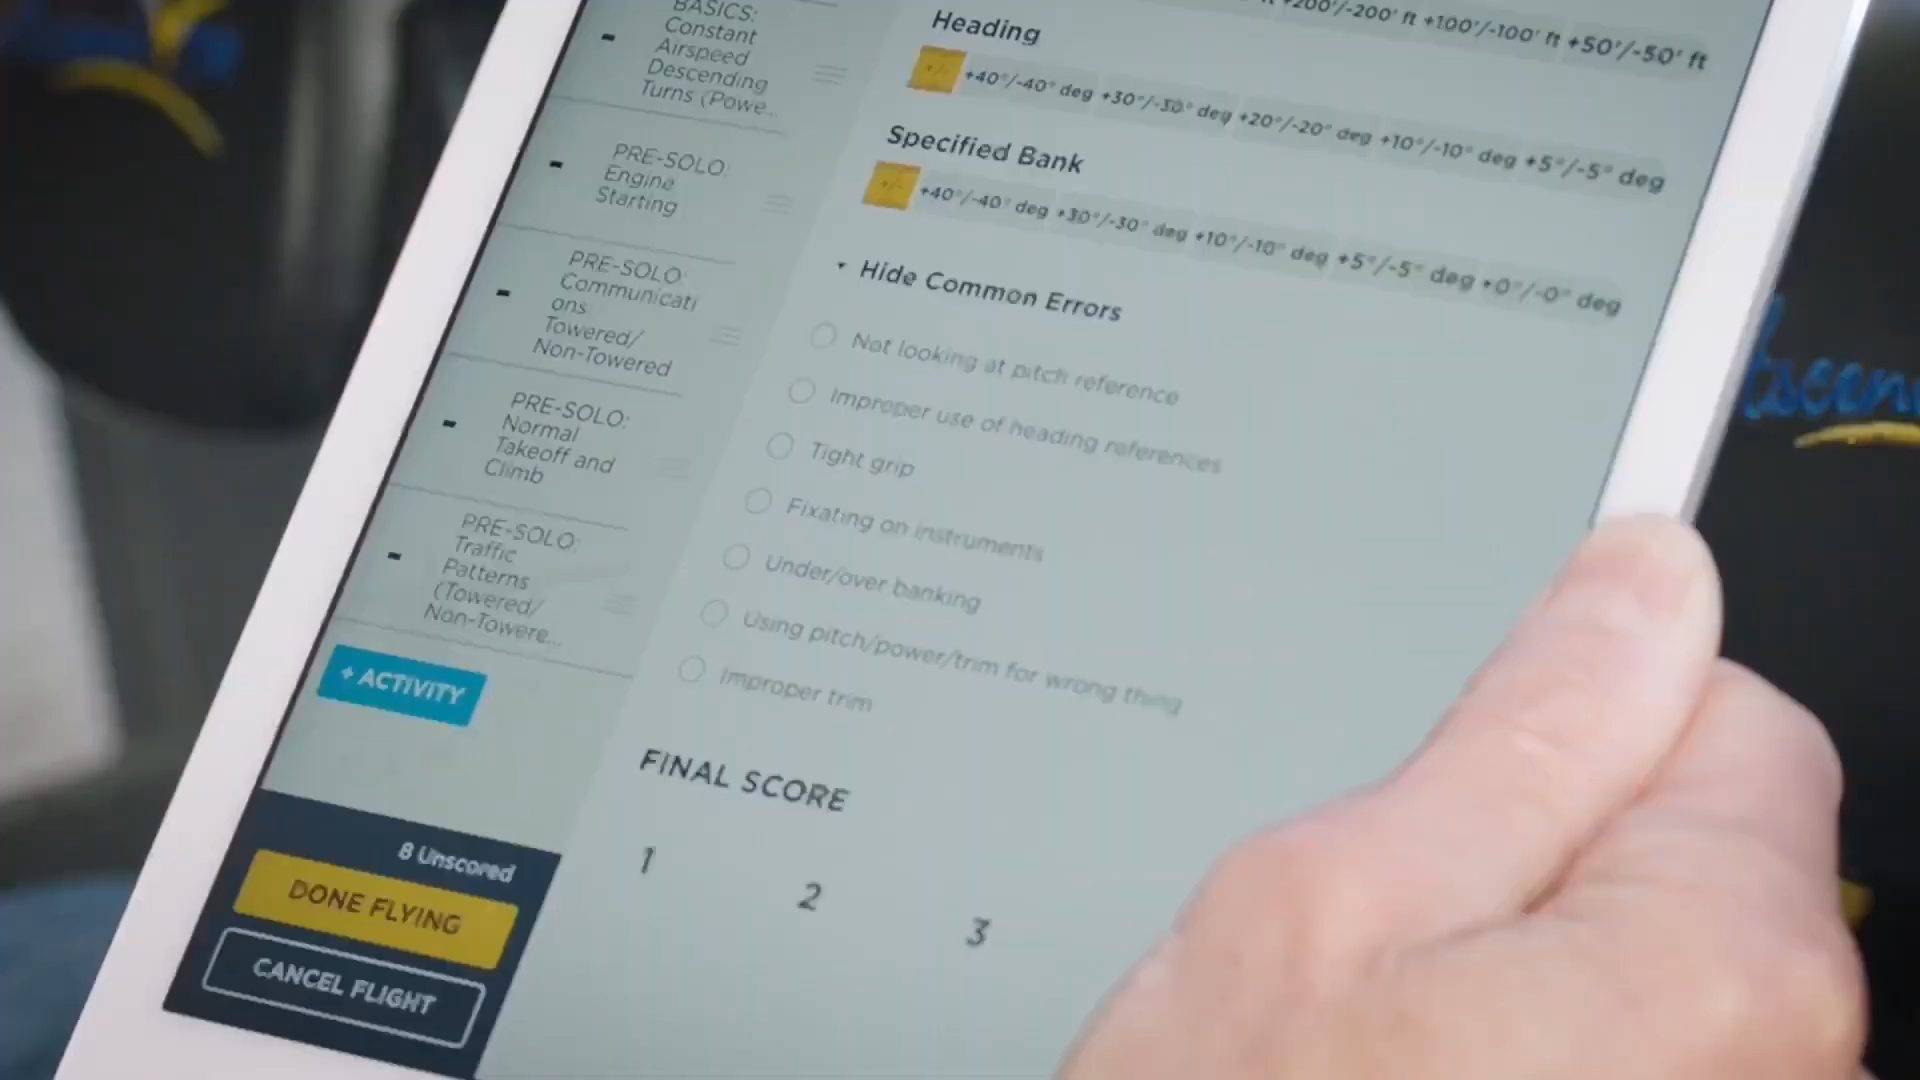 BASICS:
Constant
Airspeed
Descending
Turns (Powe...
-
PRE-SOLO:
Engine
Starting
-
PRE-SOLO:
Communicati
ons:
Towered/
Non-Towered
-
PRE-SOLO:
Normal
Takeoff and
Climb
-
PRE-SOLO:
Traffic
Patterns
(Towered/
Non-Towere...
-
+ ACTIVITY
8 Unscored
DONE FLYING
CANCEL FLIGHT
+200'/-200' ft +100'/-100' ft +50'/-50' ft
Heading
+/- +40°/-40° deg +30°/-30° deg +20°/-20° deg +10°/-10° deg +5°/-5° deg
Specified Bank
+/- +40°/-40° deg +30°/-30° deg +10°/-10° deg +5°/-5° deg +0°/-0° deg
Hide Common Errors
Not looking at pitch reference
Improper use of heading references
Tight grip
Fixating on instruments
Under/over banking
Using pitch/power/trim for wrong thing
Improper trim
FINAL SCORE
1
2
3